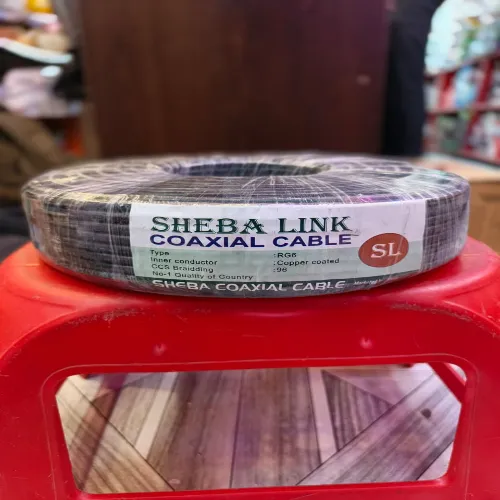 SHEBA LINK
COAXIAL CABLE
SL
Type :RG6
Inner conductor :Copper coated
CCS Braidding :96
No-1 Quality of Country
SHEBA COAXIAL CABLE